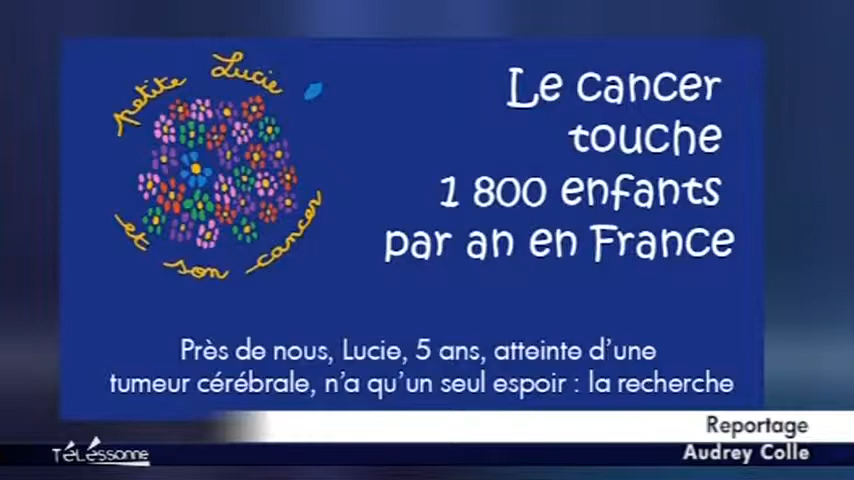 petite Lucie
et son cancer
Le cancer
touche
1 800 enfants
par an en France
Près de nous, Lucie, 5 ans, atteinte d'une
tumeur cérébrale, n'a qu'un seul espoir : la recherche
Reportage
Audrey Colle
TéLéssonne